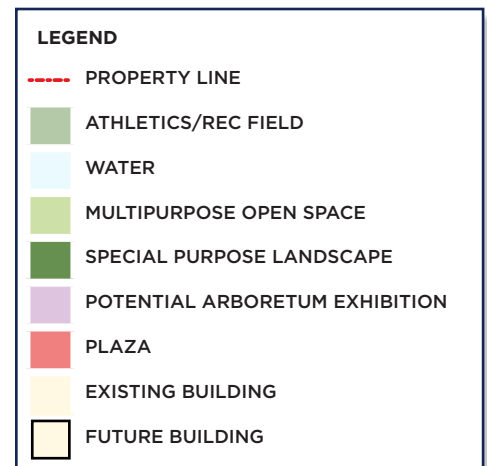 LEGEND
PROPERTY LINE
ATHLETICS/REC FIELD
WATER
MULTIPURPOSE OPEN SPACE
SPECIAL PURPOSE LANDSCAPE
POTENTIAL ARBORETUM EXHIBITION
PLAZA
EXISTING BUILDING
FUTURE BUILDING